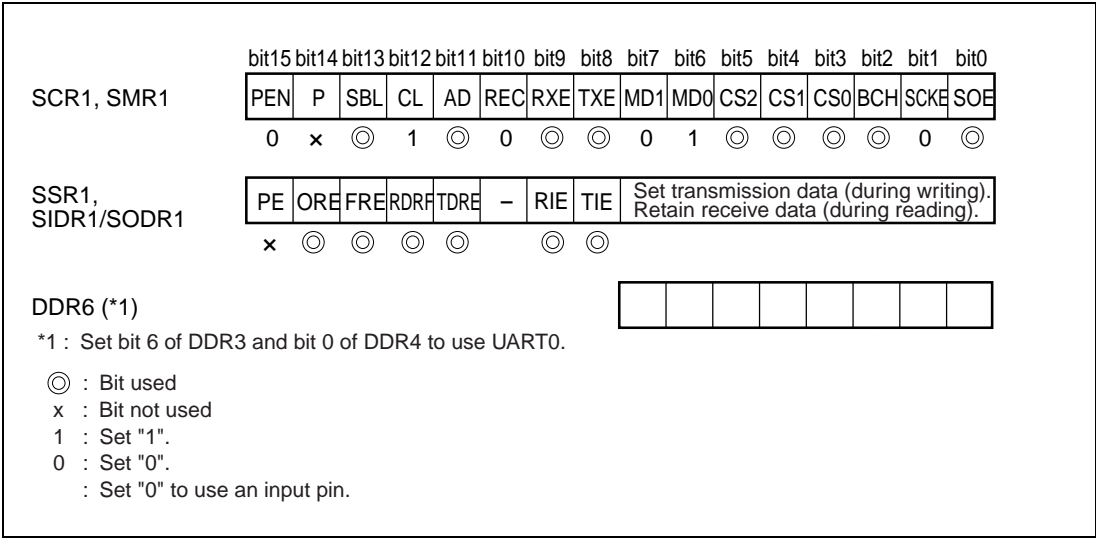 bit15 bit14 bit13 bit12 bit11 bit10 bit9 bit8 bit7 bit6 bit5 bit4 bit3 bit2 bit1 bit0
SCR1, SMR1 PEN P SBL CL AD REC RXE TXE MD1 MD0 CS2 CS1 CS0 BCH SCKE SOE
0 × ◎ 1 ◎ 0 ◎ ◎ 0 1 ◎ ◎ ◎ ◎ 0 ◎
SSR1,
SIDR1/SODR1 PE ORE FRE RDRF TDRE – RIE TIE Set transmission data (during writing).
Retain receive data (during reading).
× ◎ ◎ ◎ ◎ ◎ ◎
DDR6 (*1)
*1 : Set bit 6 of DDR3 and bit 0 of DDR4 to use UART0.
◎ : Bit used
x : Bit not used
1 : Set "1".
0 : Set "0".
: Set "0" to use an input pin.